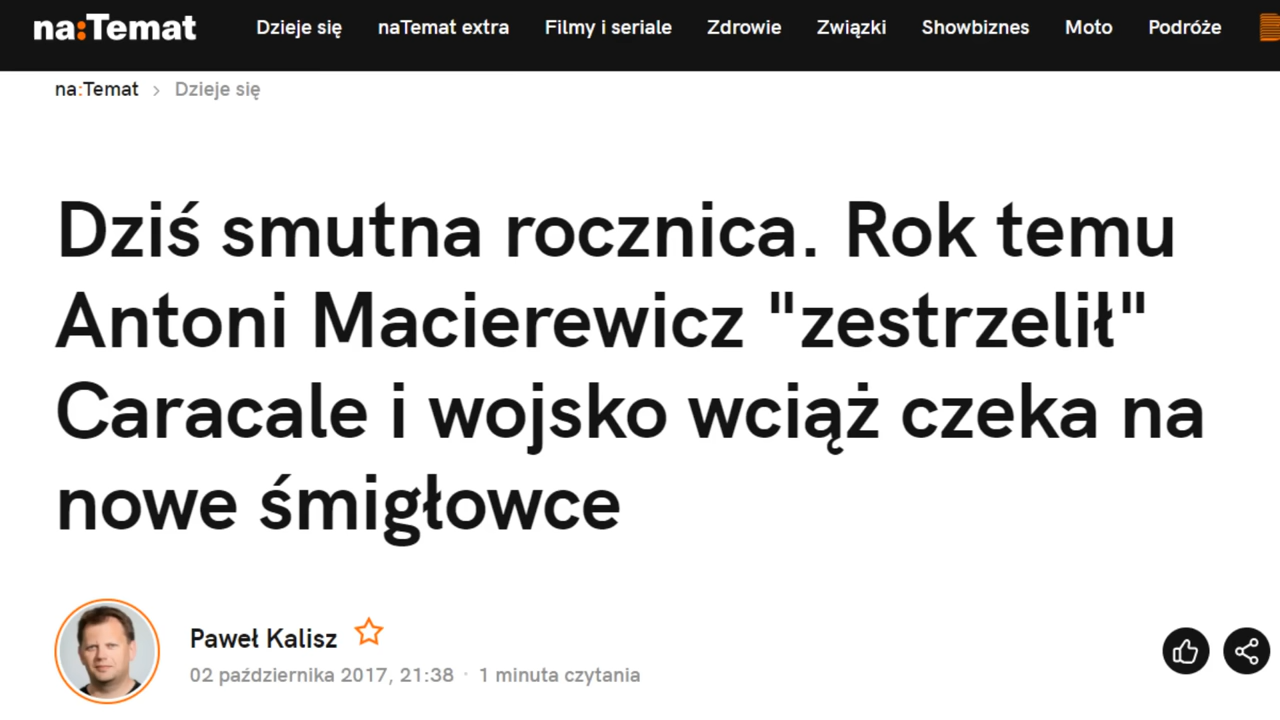 na:Temat Dzieje się naTemat extra Filmy i seriale Zdrowie Związki Showbiznes Moto Podróże
na:Temat > Dzieje się
Dziś smutna rocznica. Rok temu
Antoni Macierewicz "zestrzelił"
Caracale i wojsko wciąż czeka na
nowe śmigłowce
Paweł Kalisz
02 października 2017, 21:38 · 1 minuta czytania